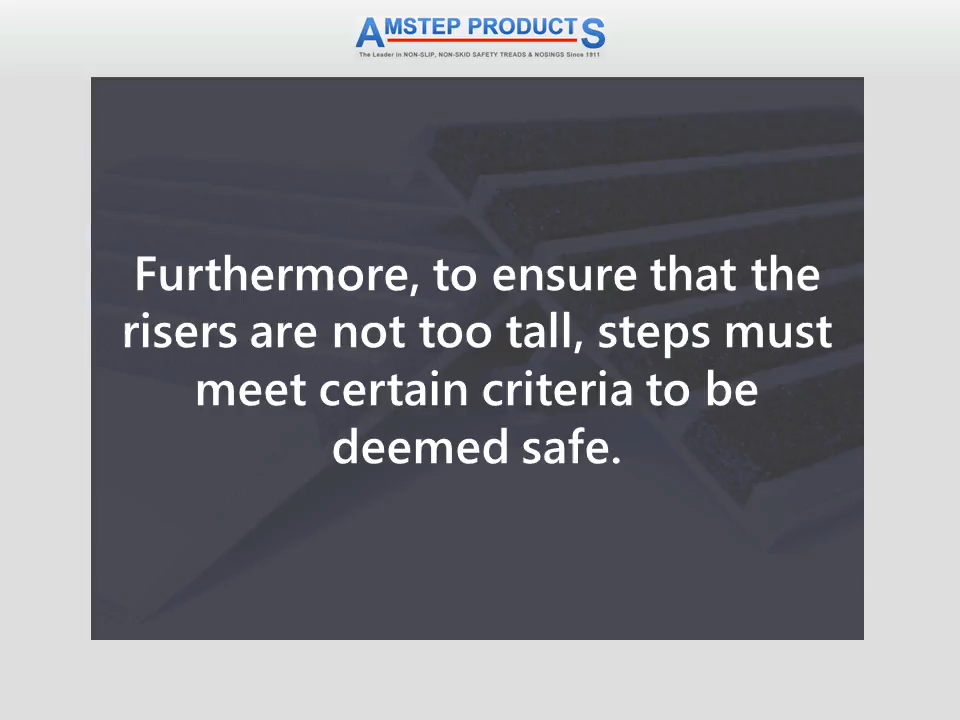 AMSTEP PRODUCTS
The Leader in NON-SLIP, NON-SKID SAFETY TREADS & NOSINGS Since 1911
Furthermore, to ensure that the
risers are not too tall, steps must
meet certain criteria to be
deemed safe.